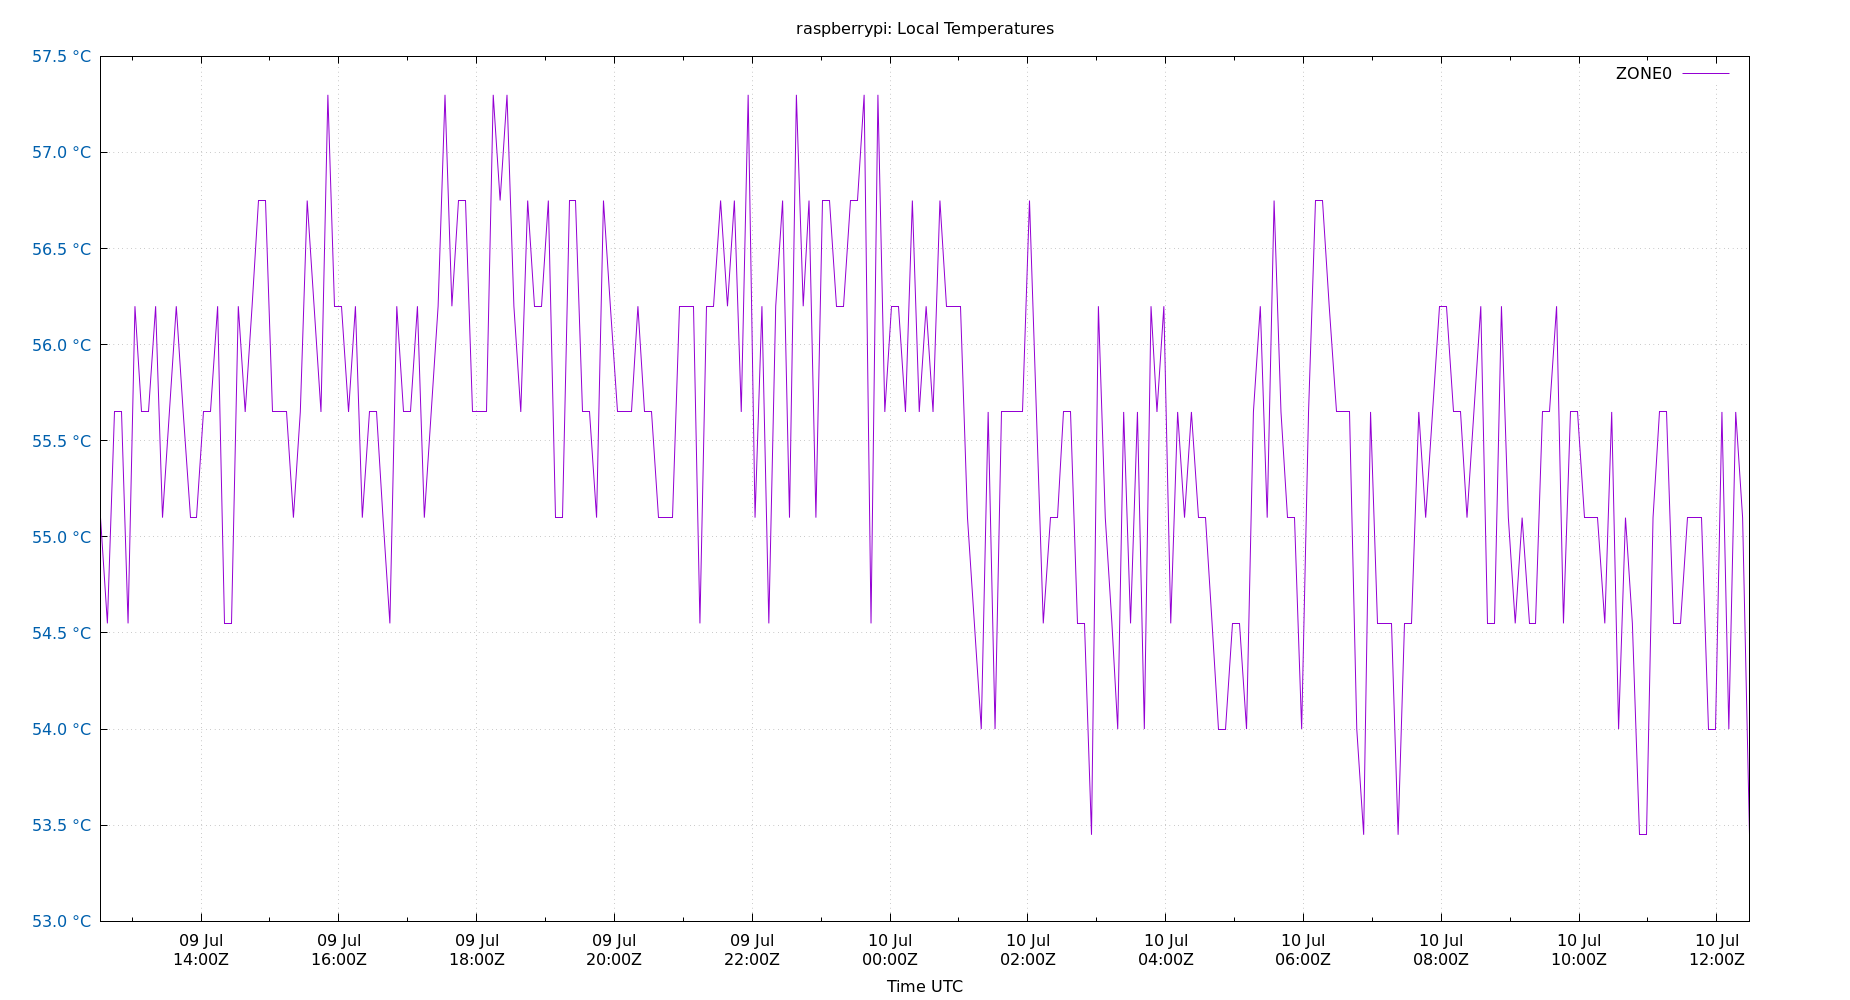 raspberrypi: Local Temperatures
57.5 °C
ZONE0
57.0 °C
56.5 °C
56.0 °C
55.5 °C
55.0 °C
54.5 °C
54.0 °C
53.5 °C
53.0 °C
09 Jul 09 Jul 09 Jul 09 Jul 09 Jul 10 Jul 10 Jul 10 Jul 10 Jul 10 Jul 10 Jul 10 Jul
14:00Z 16:00Z 18:00Z 20:00Z 22:00Z 00:00Z 02:00Z 04:00Z 06:00Z 08:00Z 10:00Z 12:00Z
Time UTC